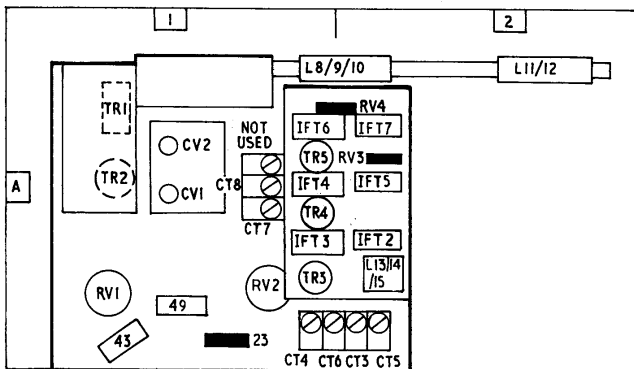 1
2
L8/9/10
L11/12
TR1
RV4
NOT
USED
IFT6
IFT7
CV2
TR5
RV3
A
TR2
CT8
IFT4
IFT5
CV1
TR4
CT7
IFT3
IFT2
L13/14
/15
TR3
RV1
RV2
49
43
23
CT4
CT6
CT3
CT5